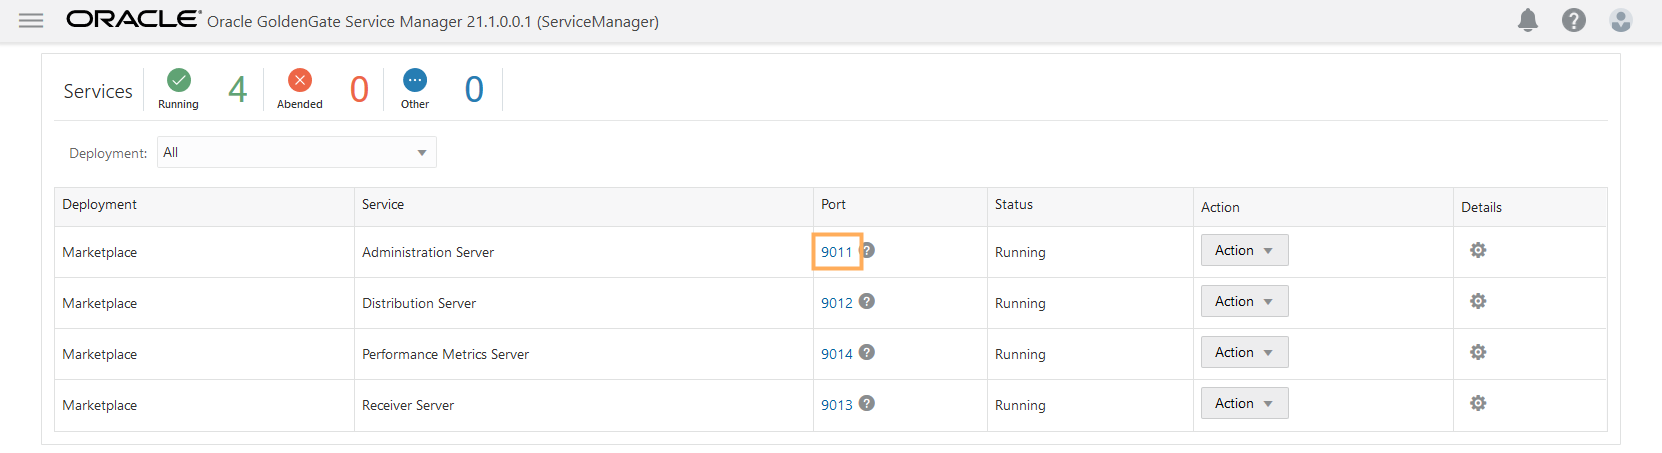 ORACLE Oracle GoldenGate Service Manager 21.1.0.0.1 (ServiceManager)
Services Running 4 Abended 0 Other 0
Deployment: All
Deployment Service Port Status Action Details
Marketplace Administration Server 9011 Running Action
Marketplace Distribution Server 9012 Running Action
Marketplace Performance Metrics Server 9014 Running Action
Marketplace Receiver Server 9013 Running Action